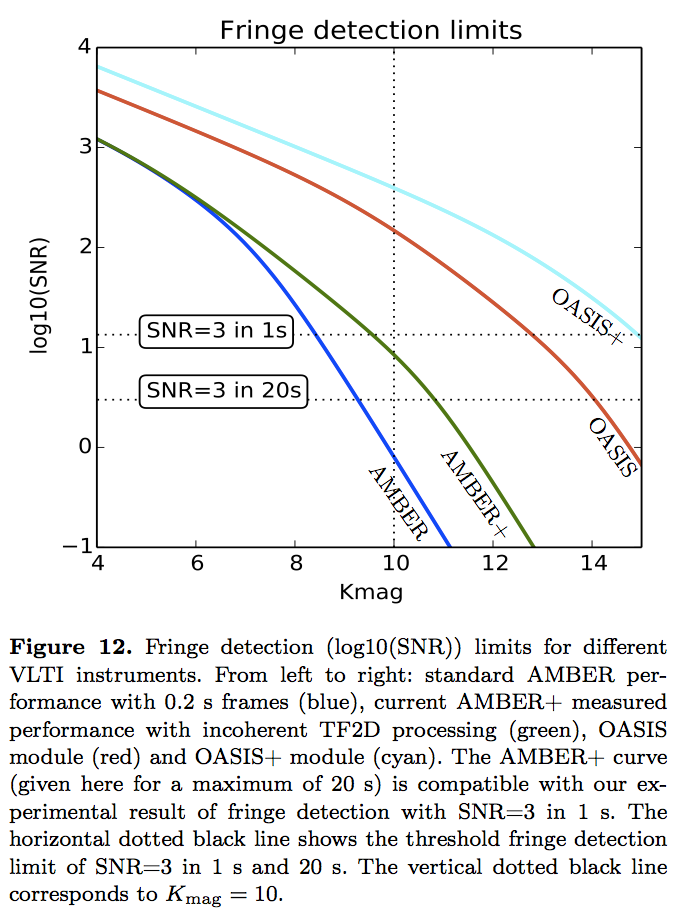 Fringe detection limits
4
3
2
1
0
−1
log10(SNR)
SNR=3 in 1s
SNR=3 in 20s
OASIS+
OASIS
AMBER+
AMBER
4 6 8 10 12 14
Kmag
Figure 12. Fringe detection (log10(SNR)) limits for different
VLTI instruments. From left to right: standard AMBER per-
formance with 0.2 s frames (blue), current AMBER+ measured
performance with incoherent TF2D processing (green), OASIS
module (red) and OASIS+ module (cyan). The AMBER+ curve
(given here for a maximum of 20 s) is compatible with our ex-
perimental result of fringe detection with SNR=3 in 1 s. The
horizontal dotted black line shows the threshold fringe detection
limit of SNR=3 in 1 s and 20 s. The vertical dotted black line
corresponds to Kmag = 10.